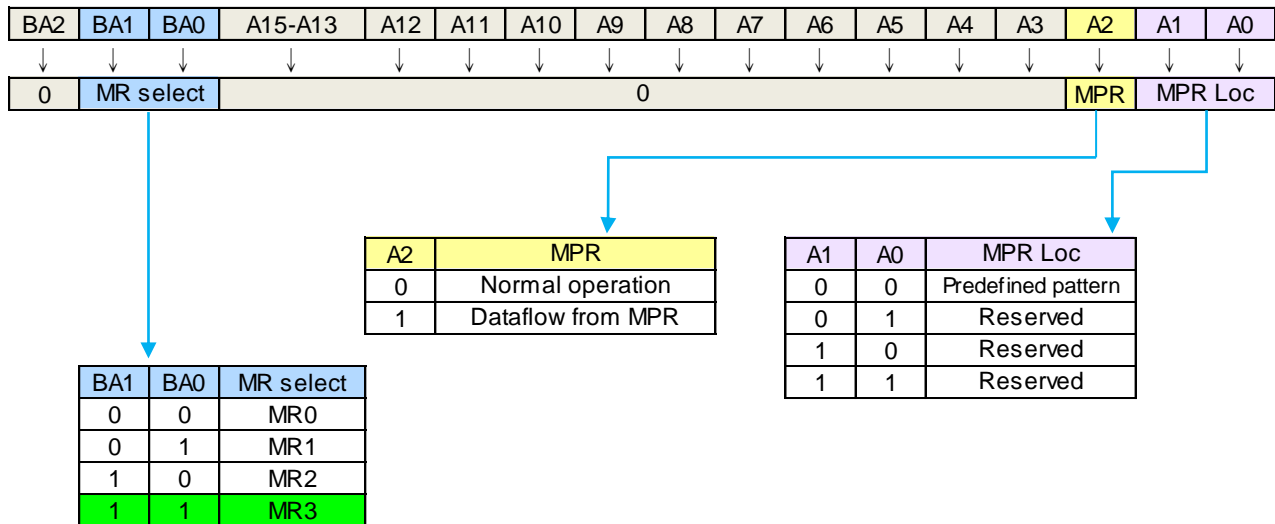 BA2 BA1 BA0 A15-A13 A12 A11 A10 A9 A8 A7 A6 A5 A4 A3 A2 A1 A0
0 MR select 0 MPR MPR Loc
A2 MPR
0 Normal operation
1 Dataflow from MPR
A1 A0 MPR Loc
0 0 Predefined pattern
0 1 Reserved
1 0 Reserved
1 1 Reserved
BA1 BA0 MR select
0 0 MR0
0 1 MR1
1 0 MR2
1 1 MR3